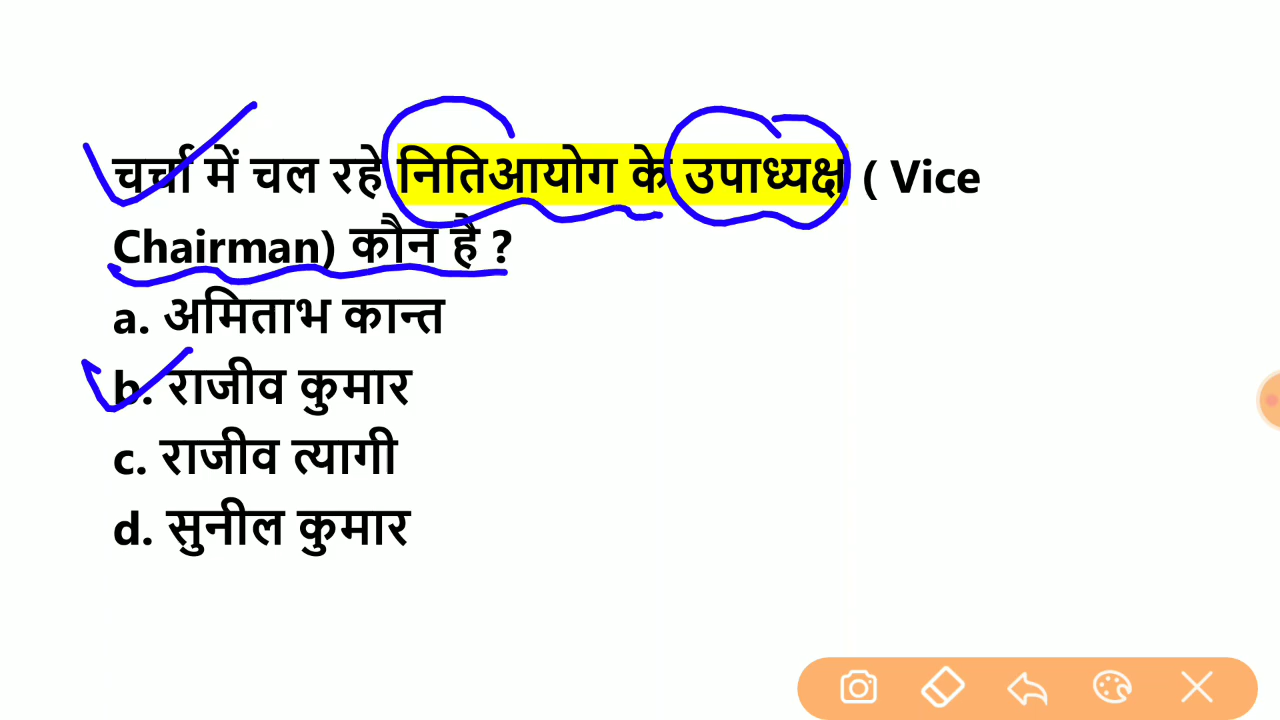 चर्चा में चल रहे नितिआयोग के उपाध्यक्ष ( Vice
Chairman) कौन है ?
a. अमिताभ कान्त
b. राजीव कुमार
c. राजीव त्यागी
d. सुनील कुमार